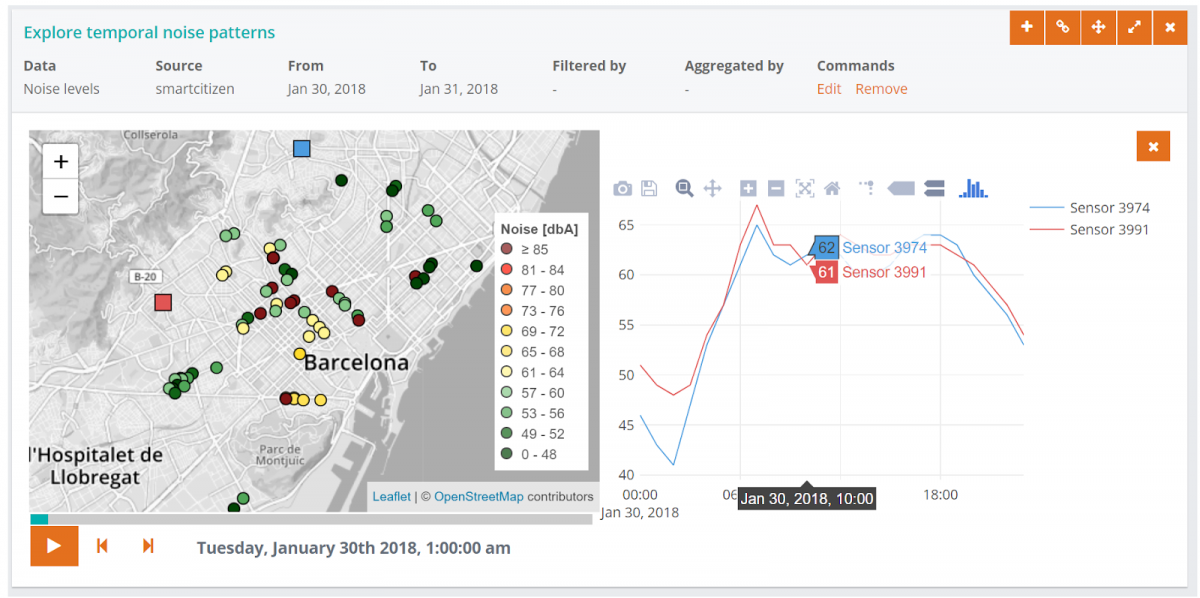 Explore temporal noise patterns
Data Source From To Filtered by Aggregated by Commands
Noise levels smartcitizen Jan 30, 2018 Jan 31, 2018 - - Edit Remove
+
−
Collserola
B-20
Barcelona
l'Hospitalet de
Llobregat
Parc de
Montjuïc
Noise [dbA]
≥ 85
81 - 84
77 - 80
73 - 76
69 - 72
65 - 68
61 - 64
57 - 60
53 - 56
49 - 52
0 - 48
Leaflet | © OpenStreetMap contributors
Tuesday, January 30th 2018, 1:00:00 am
Sensor 3974
Sensor 3991
65
60
55
50
45
40
62 Sensor 3974
61 Sensor 3991
00:00 06 18:00
Jan 30, 2018, 10:00
Jan 30, 2018